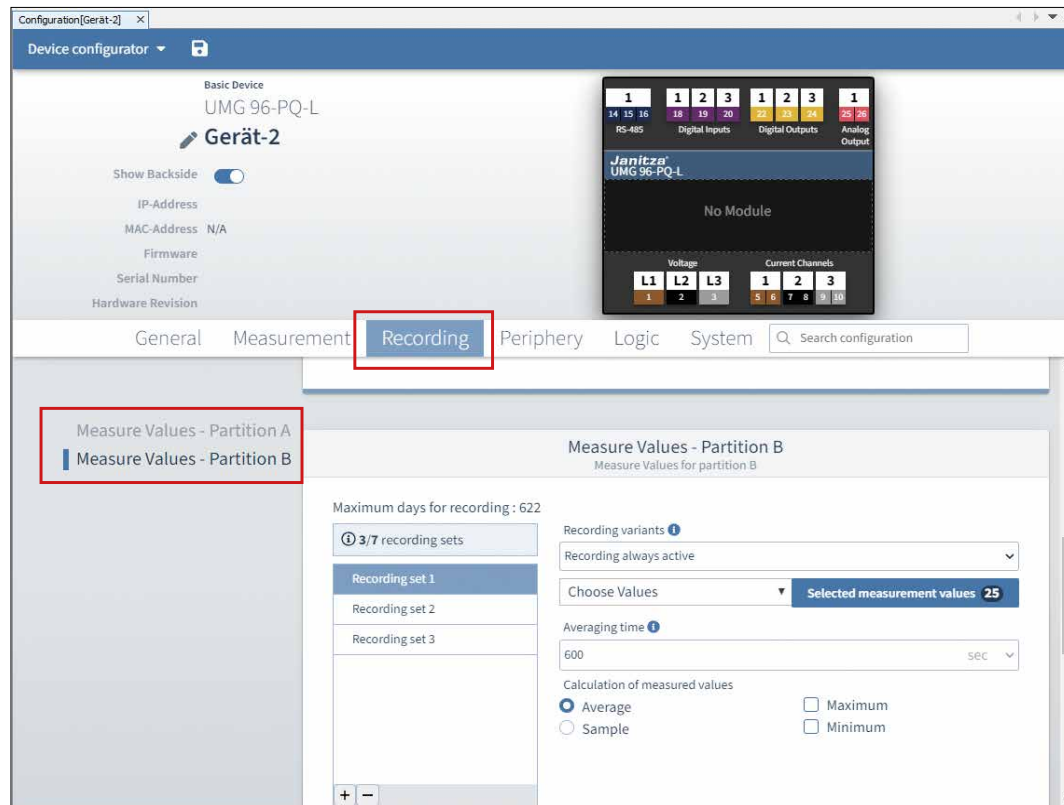 Configuration[Gerät-2] ×
Device configurator
Basic Device
UMG 96-PQ-L
Gerät-2
Show Backside
IP-Address
MAC-Address N/A
Firmware
Serial Number
Hardware Revision
1 1 2 3 1 2 3 1
14 15 16 18 19 20 22 23 24 25 26
RS-485 Digital Inputs Digital Outputs Analog Output
Janitza
UMG 96-PQ-L
No Module
Voltage Current Channels
L1 L2 L3 1 2 3
1 2 3 5 6 7 8 9 10
General Measurement Recording Periphery Logic System Search configuration
Measure Values - Partition A
Measure Values - Partition B
Measure Values - Partition B
Measure Values for partition B
Maximum days for recording : 622
3/7 recording sets
Recording set 1
Recording set 2
Recording set 3
+ −
Recording variants
Recording always active
Choose Values Selected measurement values 25
Averaging time
600 sec
Calculation of measured values
Average Maximum
Sample Minimum